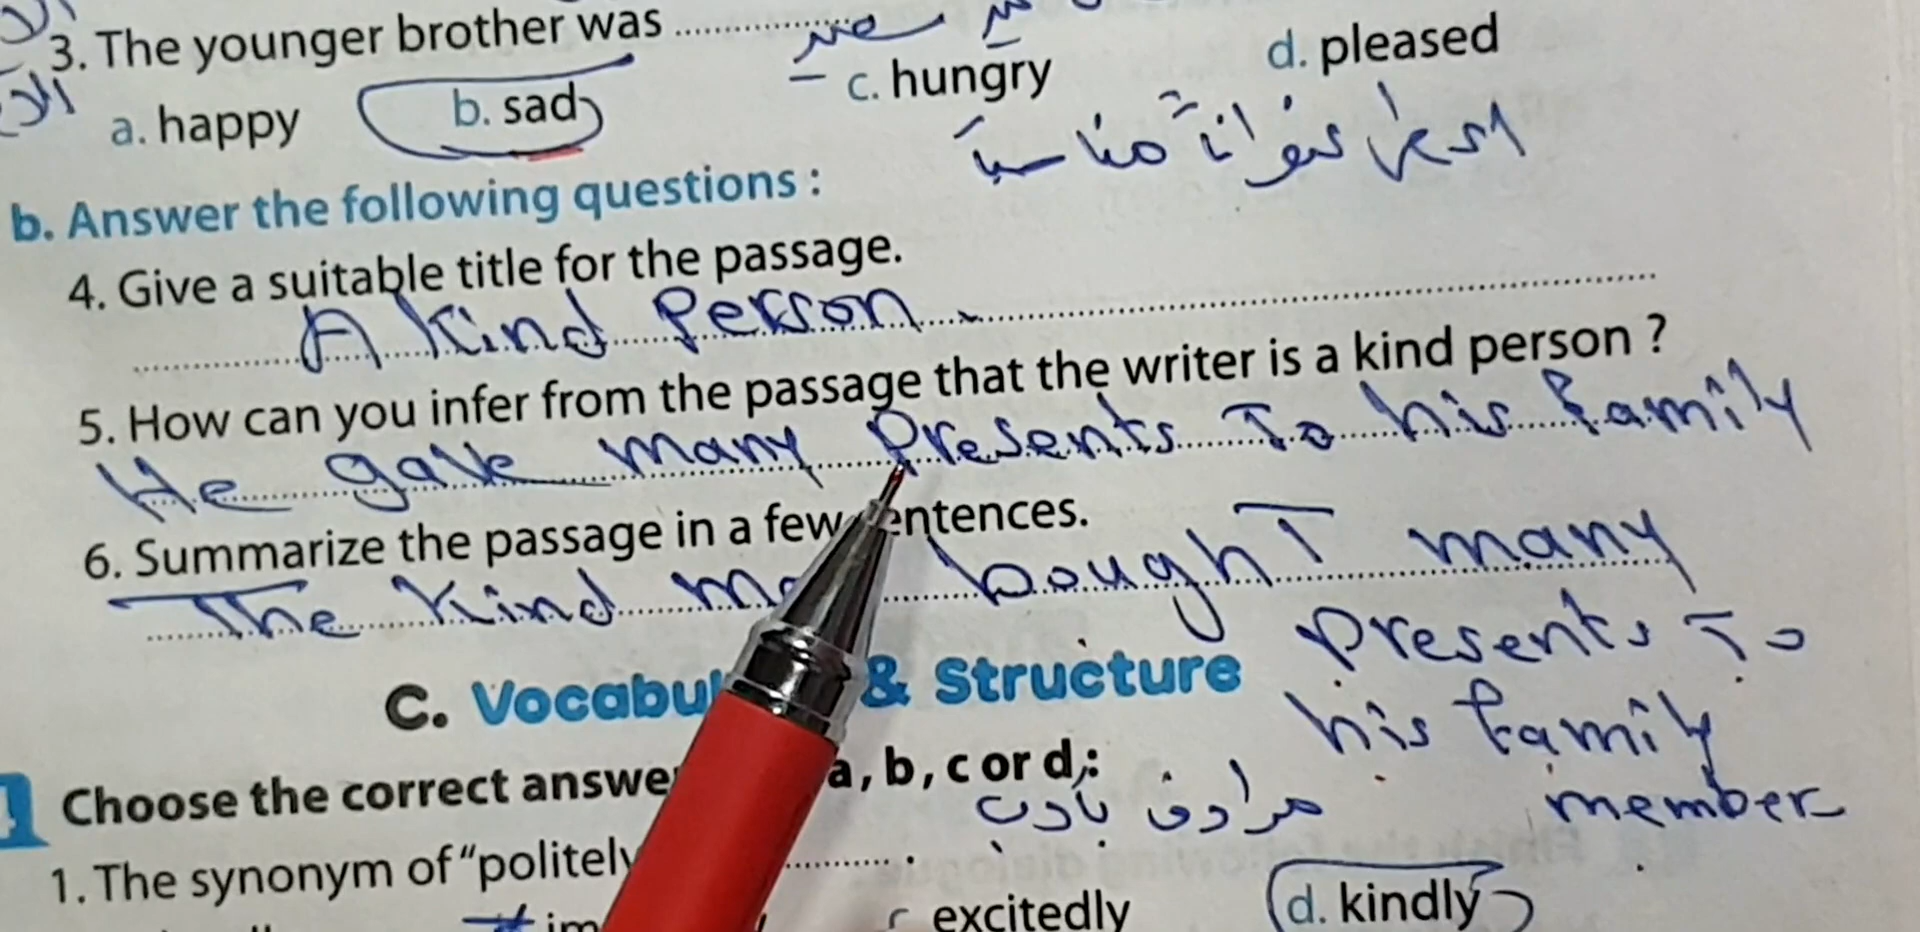 3. The younger brother was ....................
a. happy b. sad c. hungry d. pleased
b. Answer the following questions :
4. Give a suitable title for the passage.
A Kind Person.
5. How can you infer from the passage that the writer is a kind person ?
He gave many Presents To his family
6. Summarize the passage in a few entences.
The Kind bought many
Presents To
his family
member
C. Vocabu & Structure
Choose the correct answe a, b, c or d,:
مرادف بأدب
1. The synonym of "politely ............ .
c. excitedly d. kindly